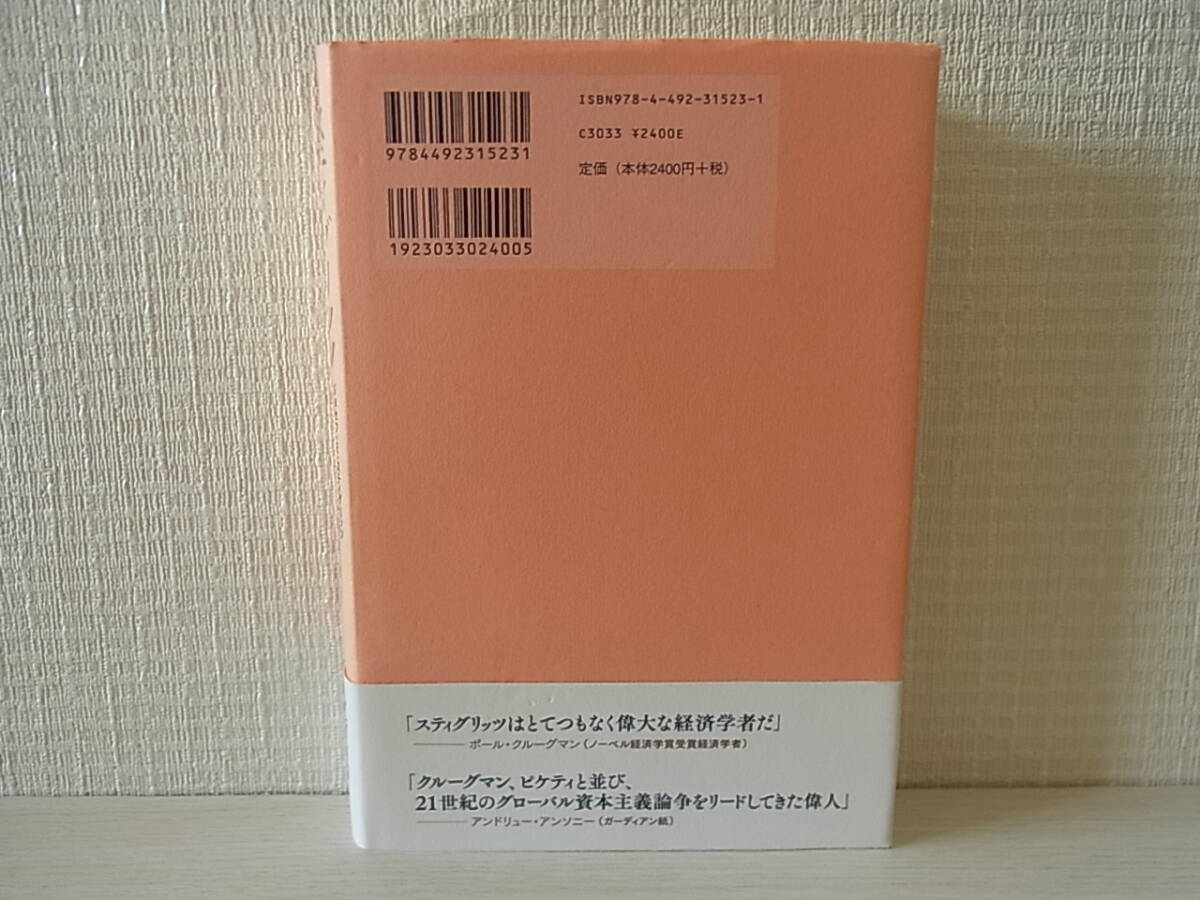 ISBN978-4-492-31523-1
C3033 ¥2400E
定価（本体2400円＋税）
9784492315231
1923033024005
「スティグリッツはとてつもなく偉大な経済学者だ」
――― ポール・クルーグマン（ノーベル経済学賞受賞経済学者）
「クルーグマン、ピケティと並び、
21世紀のグローバル資本主義論争をリードしてきた偉人」
――― アンドリュー・アンソニー（ガーディアン紙）